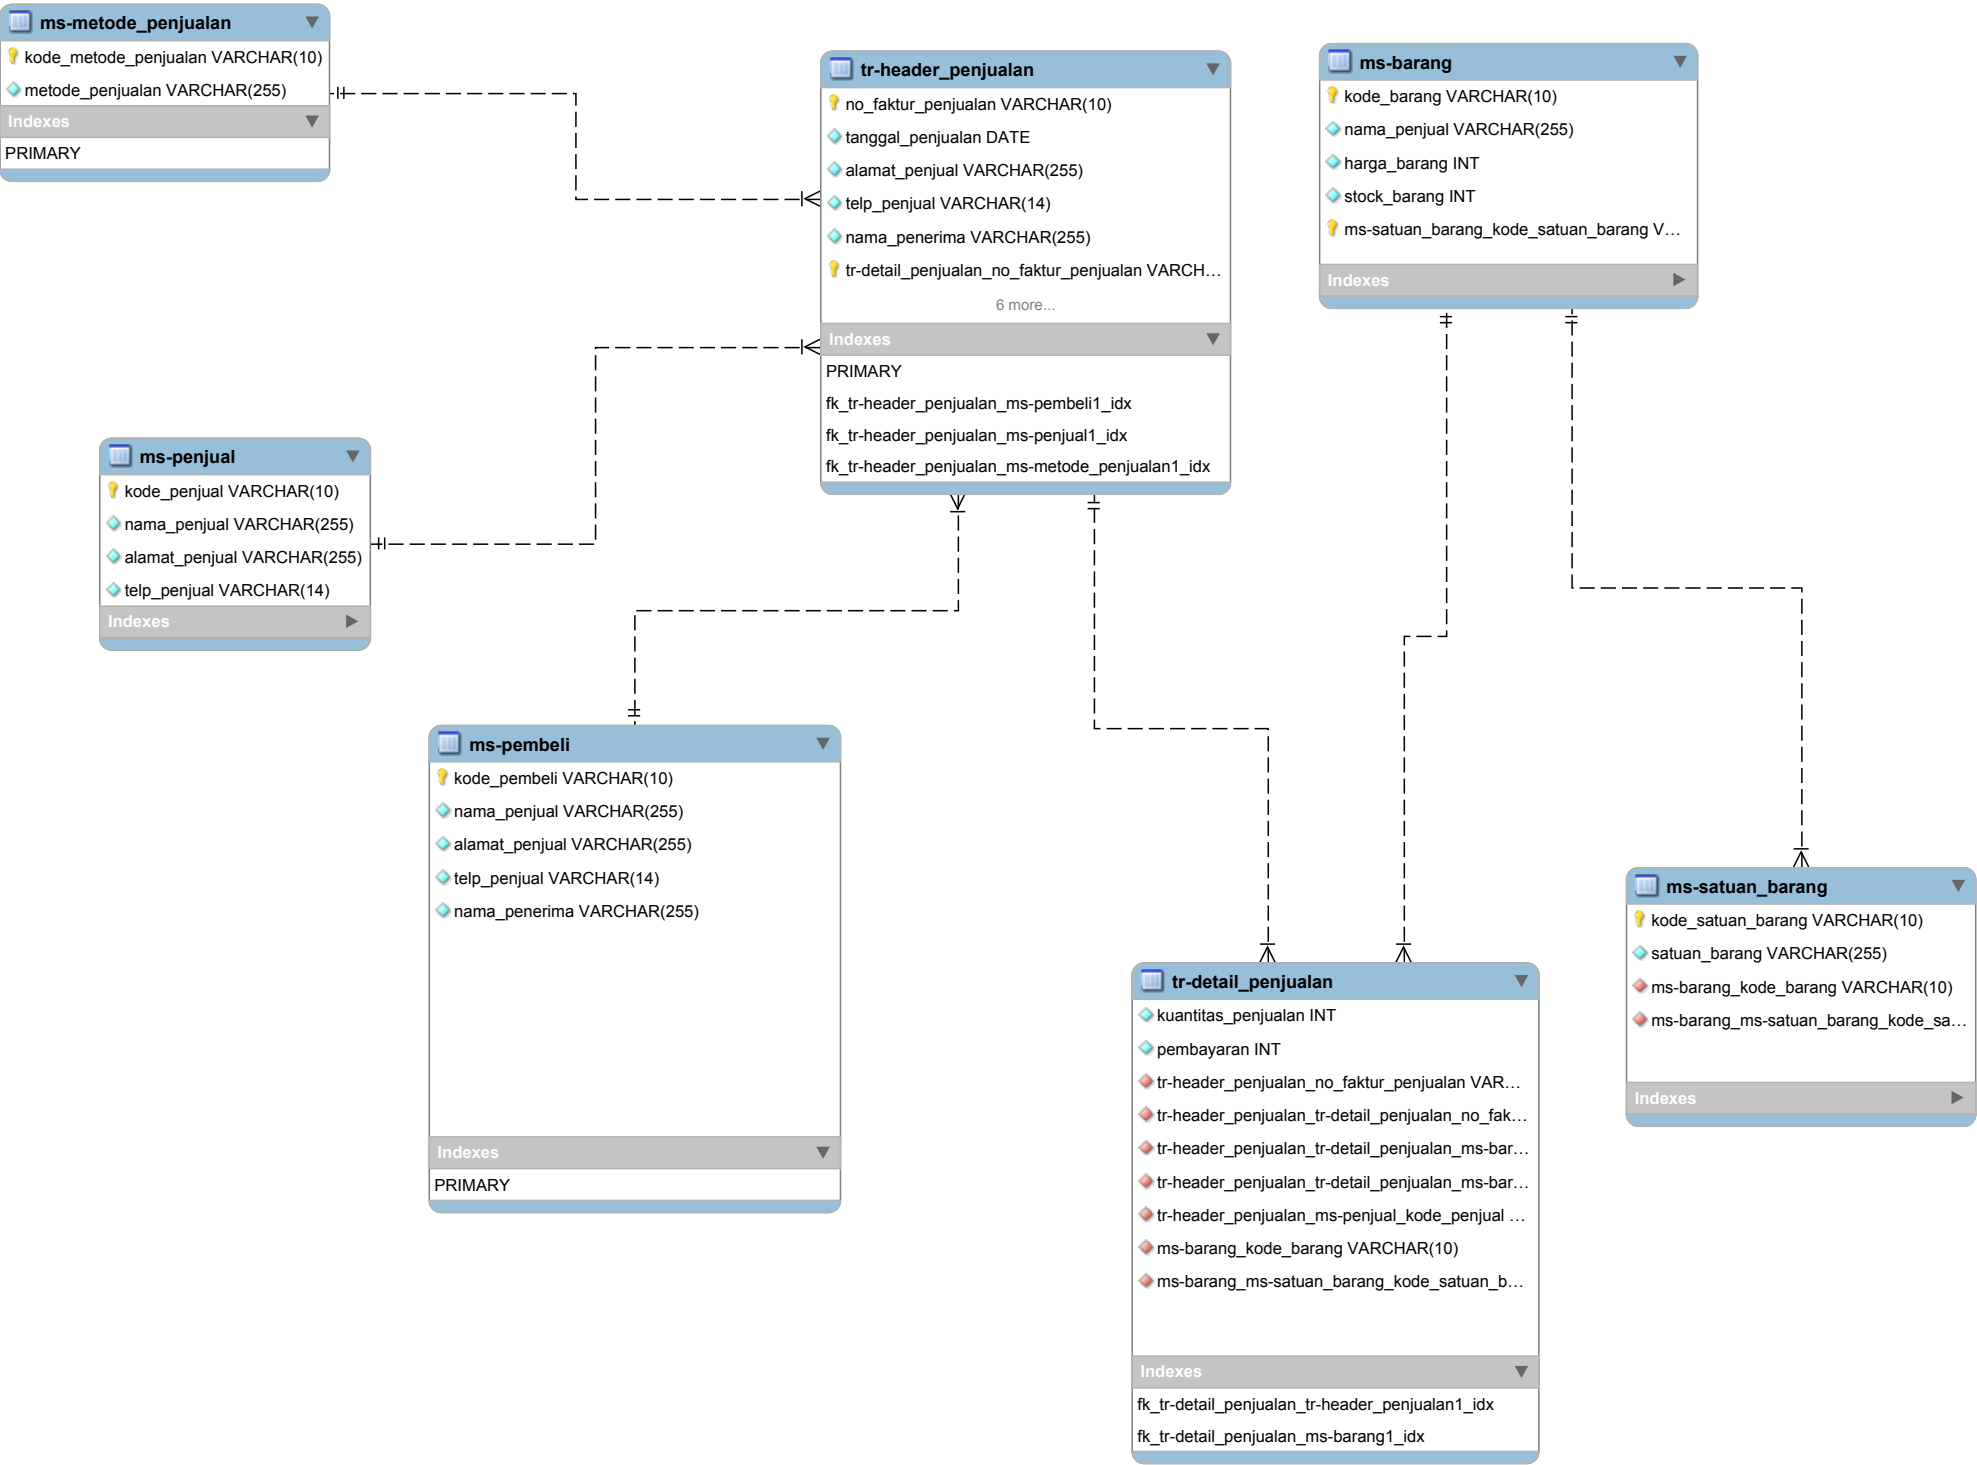 ms-metode_penjualan
kode_metode_penjualan VARCHAR(10)
metode_penjualan VARCHAR(255)
Indexes
PRIMARY
tr-header_penjualan
no_faktur_penjualan VARCHAR(10)
tanggal_penjualan DATE
alamat_penjual VARCHAR(255)
telp_penjual VARCHAR(14)
nama_penerima VARCHAR(255)
tr-detail_penjualan_no_faktur_penjualan VARCH...
6 more...
Indexes
PRIMARY
fk_tr-header_penjualan_ms-pembeli1_idx
fk_tr-header_penjualan_ms-penjual1_idx
fk_tr-header_penjualan_ms-metode_penjualan1_idx
ms-barang
kode_barang VARCHAR(10)
nama_penjual VARCHAR(255)
harga_barang INT
stock_barang INT
ms-satuan_barang_kode_satuan_barang V...
Indexes
ms-penjual
kode_penjual VARCHAR(10)
nama_penjual VARCHAR(255)
alamat_penjual VARCHAR(255)
telp_penjual VARCHAR(14)
Indexes
ms-pembeli
kode_pembeli VARCHAR(10)
nama_penjual VARCHAR(255)
alamat_penjual VARCHAR(255)
telp_penjual VARCHAR(14)
nama_penerima VARCHAR(255)
Indexes
PRIMARY
tr-detail_penjualan
kuantitas_penjualan INT
pembayaran INT
tr-header_penjualan_no_faktur_penjualan VAR...
tr-header_penjualan_tr-detail_penjualan_no_fak...
tr-header_penjualan_tr-detail_penjualan_ms-bar...
tr-header_penjualan_tr-detail_penjualan_ms-bar...
tr-header_penjualan_ms-penjual_kode_penjual ...
ms-barang_kode_barang VARCHAR(10)
ms-barang_ms-satuan_barang_kode_satuan_b...
Indexes
fk_tr-detail_penjualan_tr-header_penjualan1_idx
fk_tr-detail_penjualan_ms-barang1_idx
ms-satuan_barang
kode_satuan_barang VARCHAR(10)
satuan_barang VARCHAR(255)
ms-barang_kode_barang VARCHAR(10)
ms-barang_ms-satuan_barang_kode_sa...
Indexes